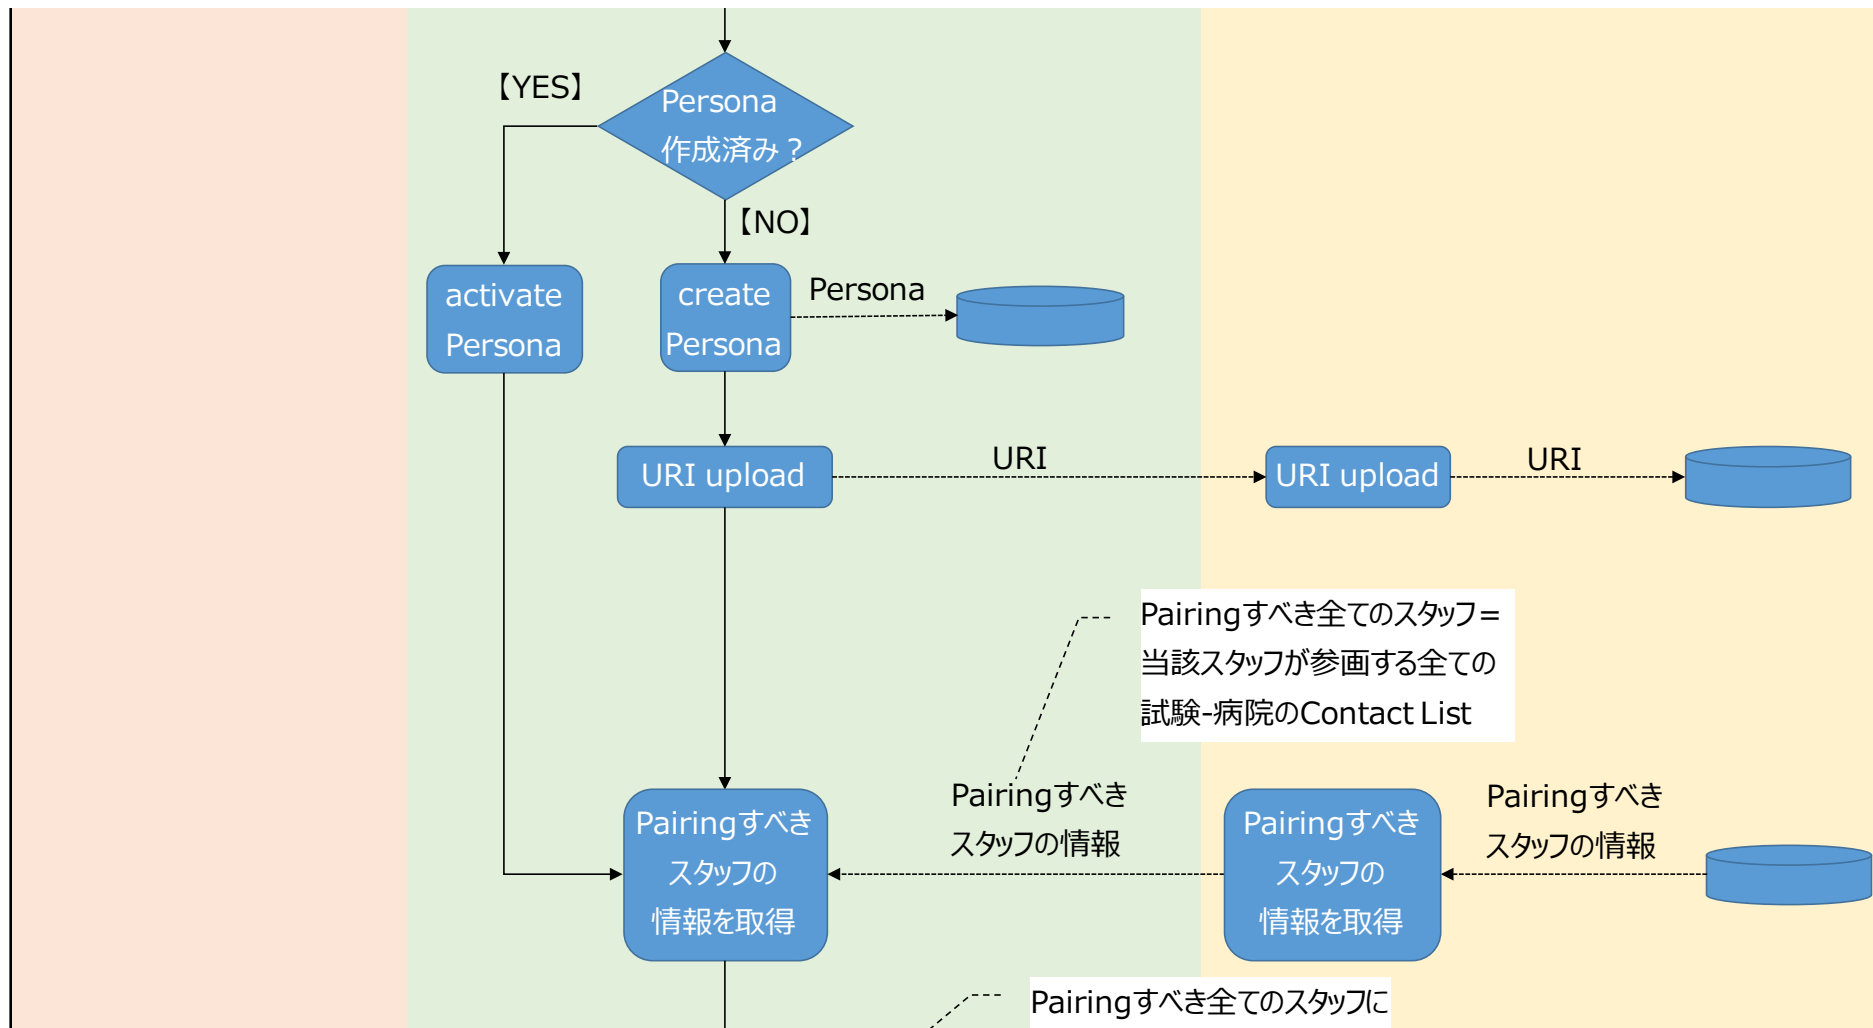 【YES】
Persona
作成済み？
【NO】
activate
Persona
create
Persona
Persona
URI upload
URI
URI upload
URI
Pairingすべき全てのスタッフ=
当該スタッフが参画する全ての
試験-病院のContact List
Pairingすべき
スタッフの
情報を取得
Pairingすべき
スタッフの情報
Pairingすべき
スタッフの
情報を取得
Pairingすべき
スタッフの情報
Pairingすべき全てのスタッフに